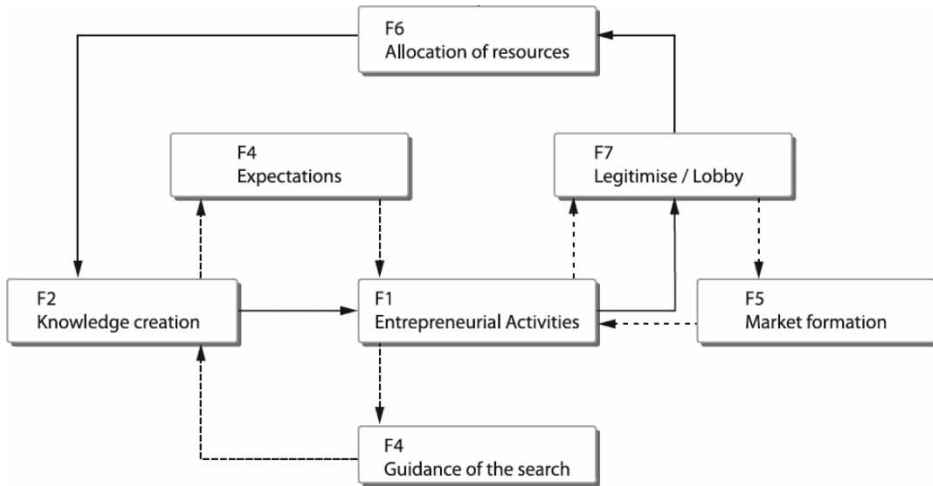 F6
Allocation of resources
F4
Expectations
F7
Legitimise / Lobby
F2
Knowledge creation
F1
Entrepreneurial Activities
F5
Market formation
F4
Guidance of the search